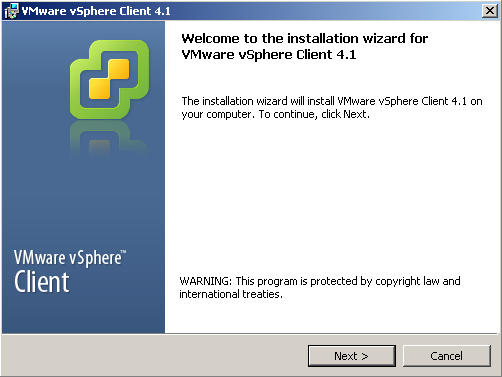 VMware vSphere Client 4.1
Welcome to the installation wizard for
VMware vSphere Client 4.1
The installation wizard will install VMware vSphere Client 4.1 on
your computer. To continue, click Next.
VMware vSphere™
Client
WARNING: This program is protected by copyright law and
international treaties.
Next >
Cancel